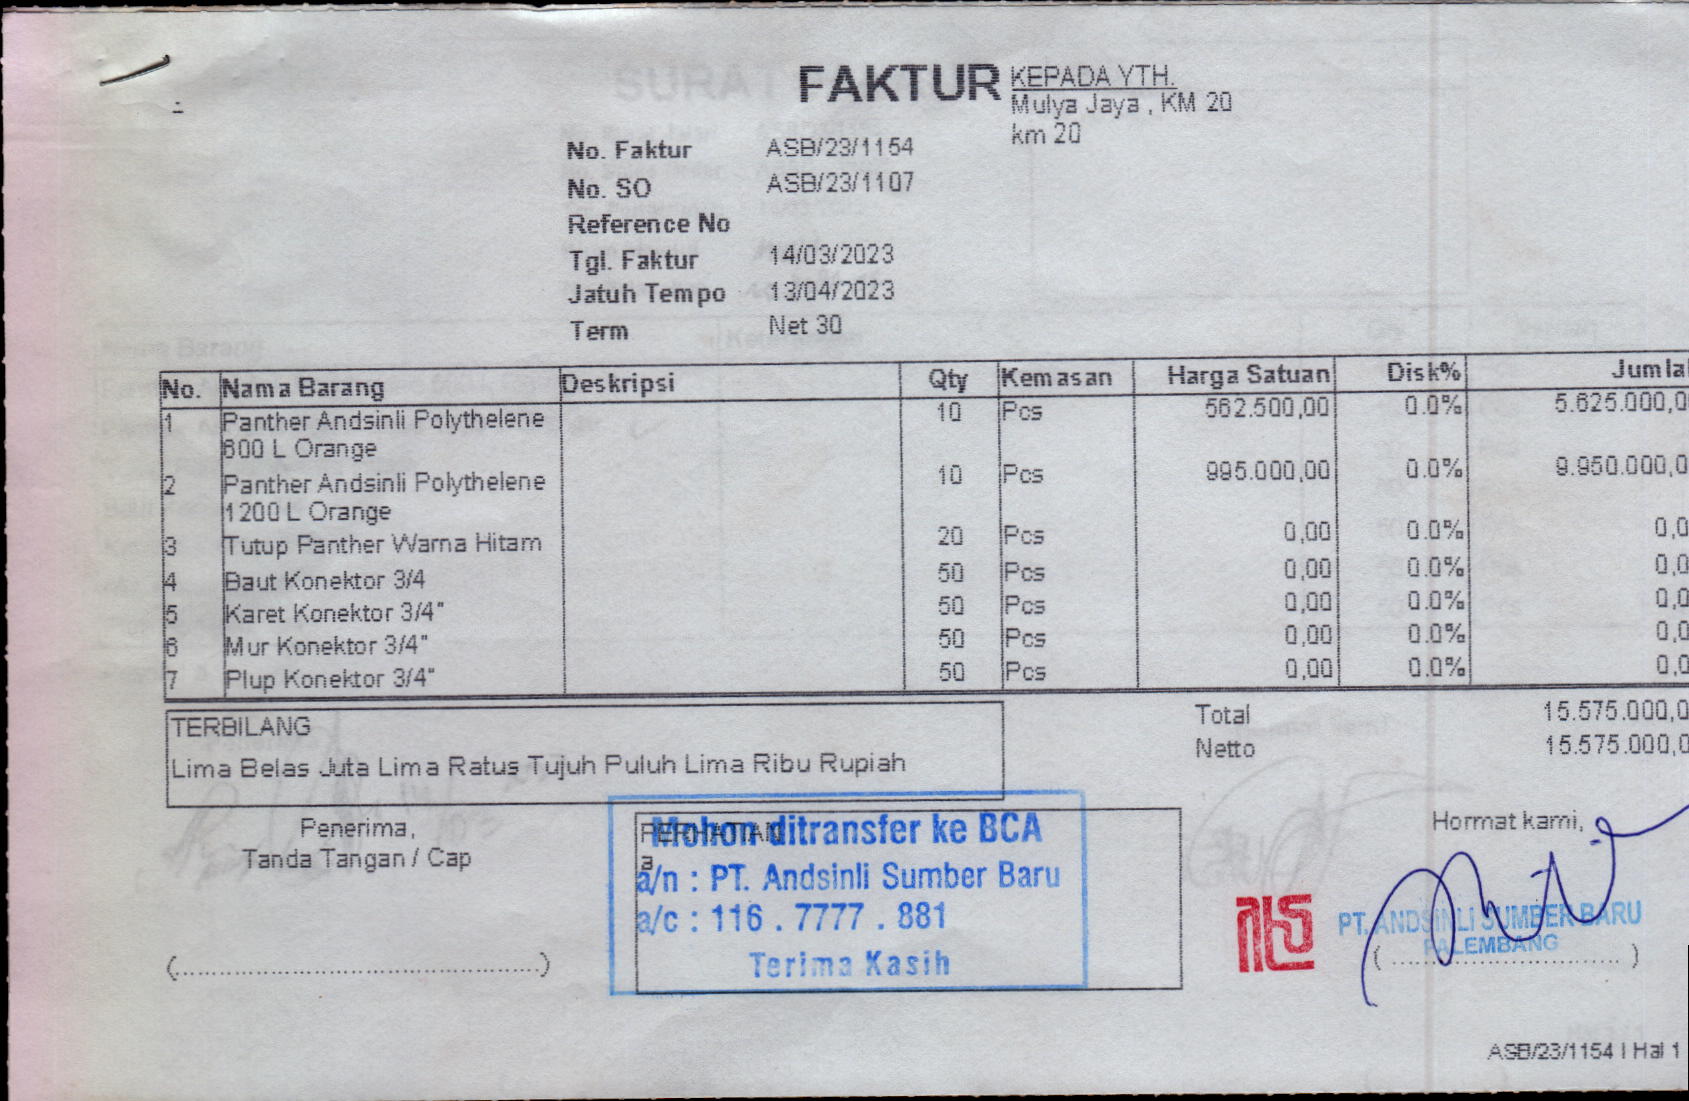 FAKTUR
KEPADA YTH.
Mulya Jaya , KM 20
km 20
No. Faktur ASB/23/1154
No. SO ASB/23/1107
Reference No
Tgl. Faktur 14/03/2023
Jatuh Tempo 13/04/2023
Term Net 30
No. Nama Barang Deskripsi Qty Kemasan Harga Satuan Disk% Jumla
1 Panther Andsinli Polythelene 10 Pcs 562.500,00 0.0% 5.625.000,0
600 L Orange
2 Panther Andsinli Polythelene 10 Pcs 995.000,00 0.0% 9.950.000,0
1200 L Orange
3 Tutup Panther Warna Hitam 20 Pcs 0,00 0.0% 0,0
4 Baut Konektor 3/4 50 Pcs 0,00 0.0% 0,0
5 Karet Konektor 3/4" 50 Pcs 0,00 0.0% 0,0
6 Mur Konektor 3/4" 50 Pcs 0,00 0.0% 0,0
7 Plup Konektor 3/4" 50 Pcs 0,00 0.0% 0,0
TERBILANG
Lima Belas Juta Lima Ratus Tujuh Puluh Lima Ribu Rupiah
Total 15.575.000,0
Netto 15.575.000,0
Penerima,
Tanda Tangan / Cap
(........................................)
PERHATIAN
a
Mohon ditransfer ke BCA
a/n : PT. Andsinli Sumber Baru
a/c : 116 . 7777 . 881
Terima Kasih
Hormat kami,
PT. ANDSINLI SUMBER BARU
PALEMBANG
( .............................. )
ASB/23/1154 | Hal 1